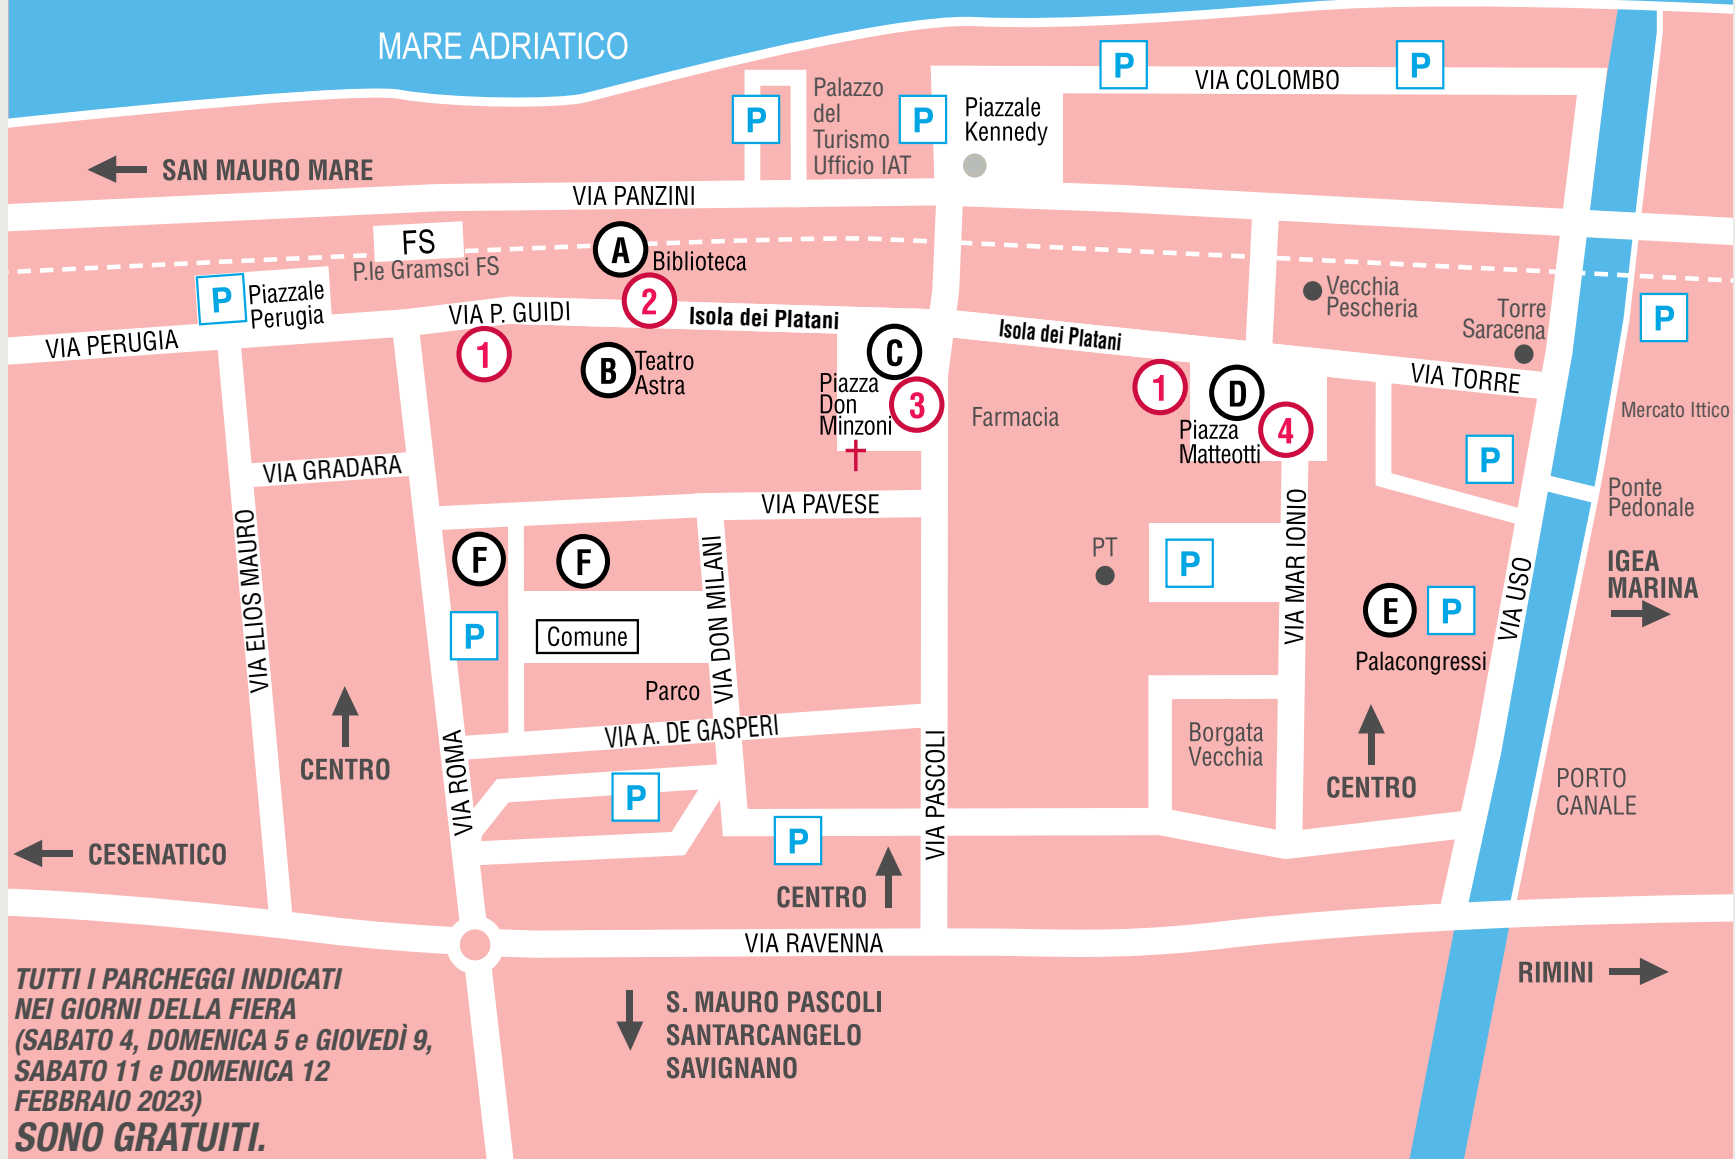 MARE ADRIATICO
P
P
VIA COLOMBO
P
P
Palazzo
del
Turismo
Ufficio IAT
Piazzale
Kennedy
SAN MAURO MARE
VIA PANZINI
FS
P.le Gramsci FS
A
Biblioteca
P
Piazzale
Perugia
VIA PERUGIA
VIA P. GUIDI
2
Isola dei Platani
Isola dei Platani
Vecchia
Pescheria
Torre
Saracena
P
1
B
Teatro
Astra
C
Piazza
Don
Minzoni
3
Farmacia
1
D
Piazza
Matteotti
4
VIA TORRE
Mercato Ittico
P
VIA GRADARA
VIA PAVESE
Ponte
Pedonale
VIA ELIOS MAURO
F
F
VIA DON MILANI
PT
P
VIA MAR IONIO
E
P
Palacongressi
VIA USO
IGEA
MARINA
P
Comune
Parco
VIA A. DE GASPERI
CENTRO
VIA ROMA
P
P
VIA PASCOLI
Borgata
Vecchia
CENTRO
PORTO
CANALE
CESENATICO
CENTRO
VIA RAVENNA
RIMINI
S. MAURO PASCOLI
SANTARCANGELO
SAVIGNANO
TUTTI I PARCHEGGI INDICATI
NEI GIORNI DELLA FIERA
(SABATO 4, DOMENICA 5 e GIOVEDÌ 9,
SABATO 11 e DOMENICA 12
FEBBRAIO 2023)
SONO GRATUITI.